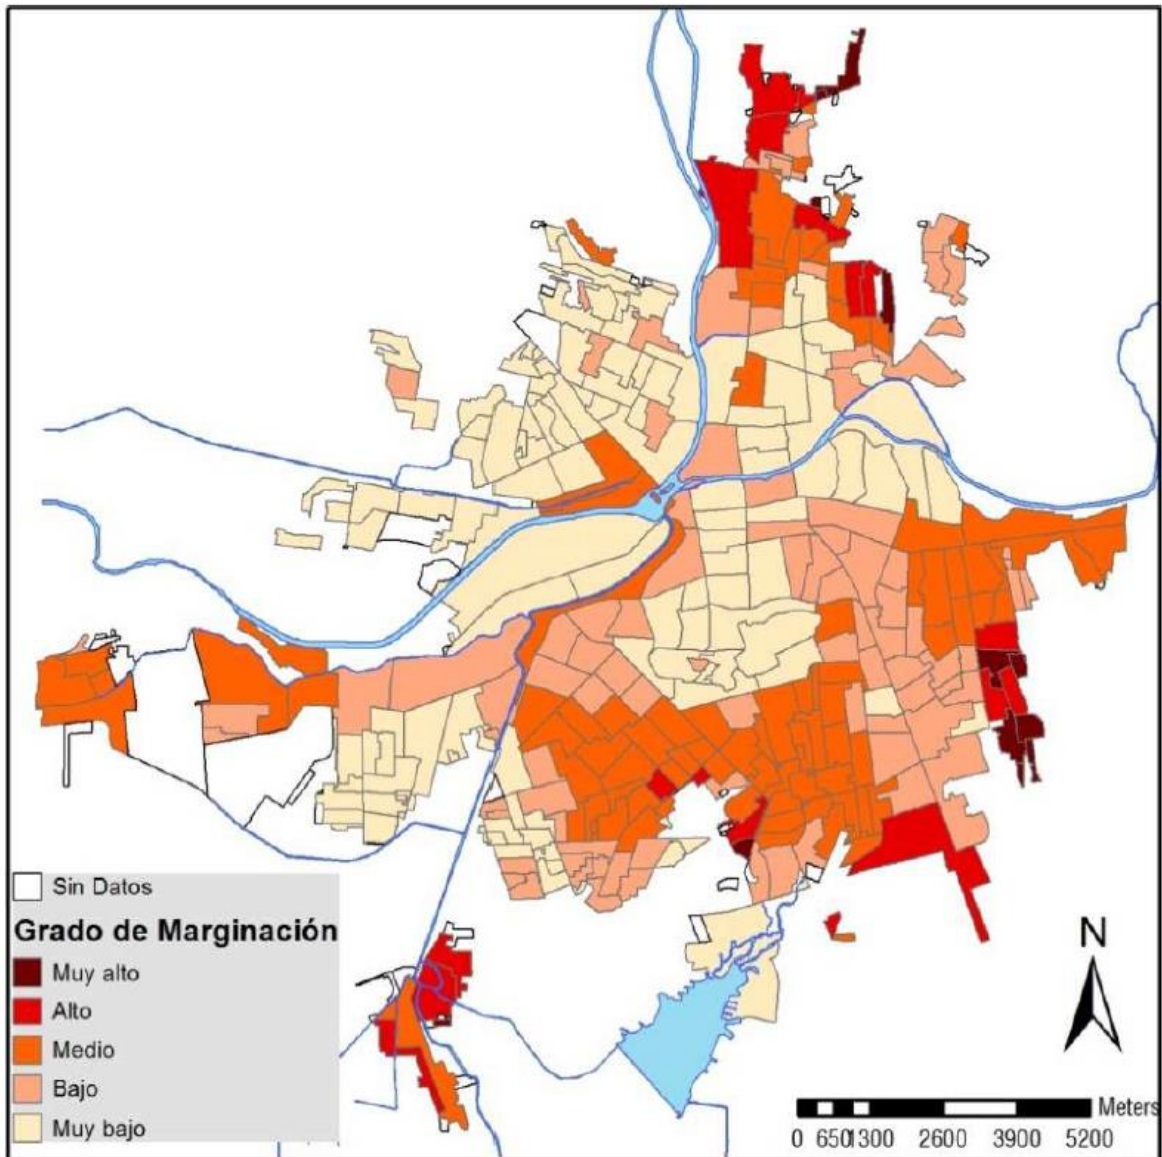 Sin Datos
Grado de Marginación
Muy alto
Alto
Medio
Bajo
Muy bajo
N
Meters
0 650 1300 2600 3900 5200